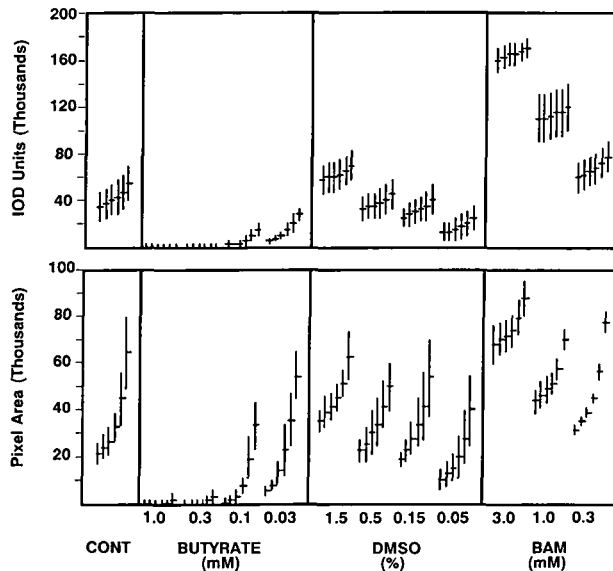 IOD Units (Thousands)
200
160
120
80
40
Pixel Area (Thousands)
100
80
60
40
20
1.0 0.3 0.1 0.03 1.5 0.5 0.15 0.05 3.0 1.0 0.3
CONT BUTYRATE DMSO BAM
(mM) (%) (mM)